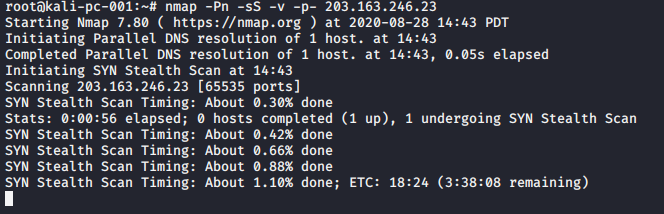 root@kali-pc-001:~# nmap -Pn -sS -v -p- 203.163.246.23
Starting Nmap 7.80 ( https://nmap.org ) at 2020-08-28 14:43 PDT
Initiating Parallel DNS resolution of 1 host. at 14:43
Completed Parallel DNS resolution of 1 host. at 14:43, 0.05s elapsed
Initiating SYN Stealth Scan at 14:43
Scanning 203.163.246.23 [65535 ports]
SYN Stealth Scan Timing: About 0.30% done
Stats: 0:00:56 elapsed; 0 hosts completed (1 up), 1 undergoing SYN Stealth Scan
SYN Stealth Scan Timing: About 0.42% done
SYN Stealth Scan Timing: About 0.66% done
SYN Stealth Scan Timing: About 0.88% done
SYN Stealth Scan Timing: About 1.10% done; ETC: 18:24 (3:38:08 remaining)